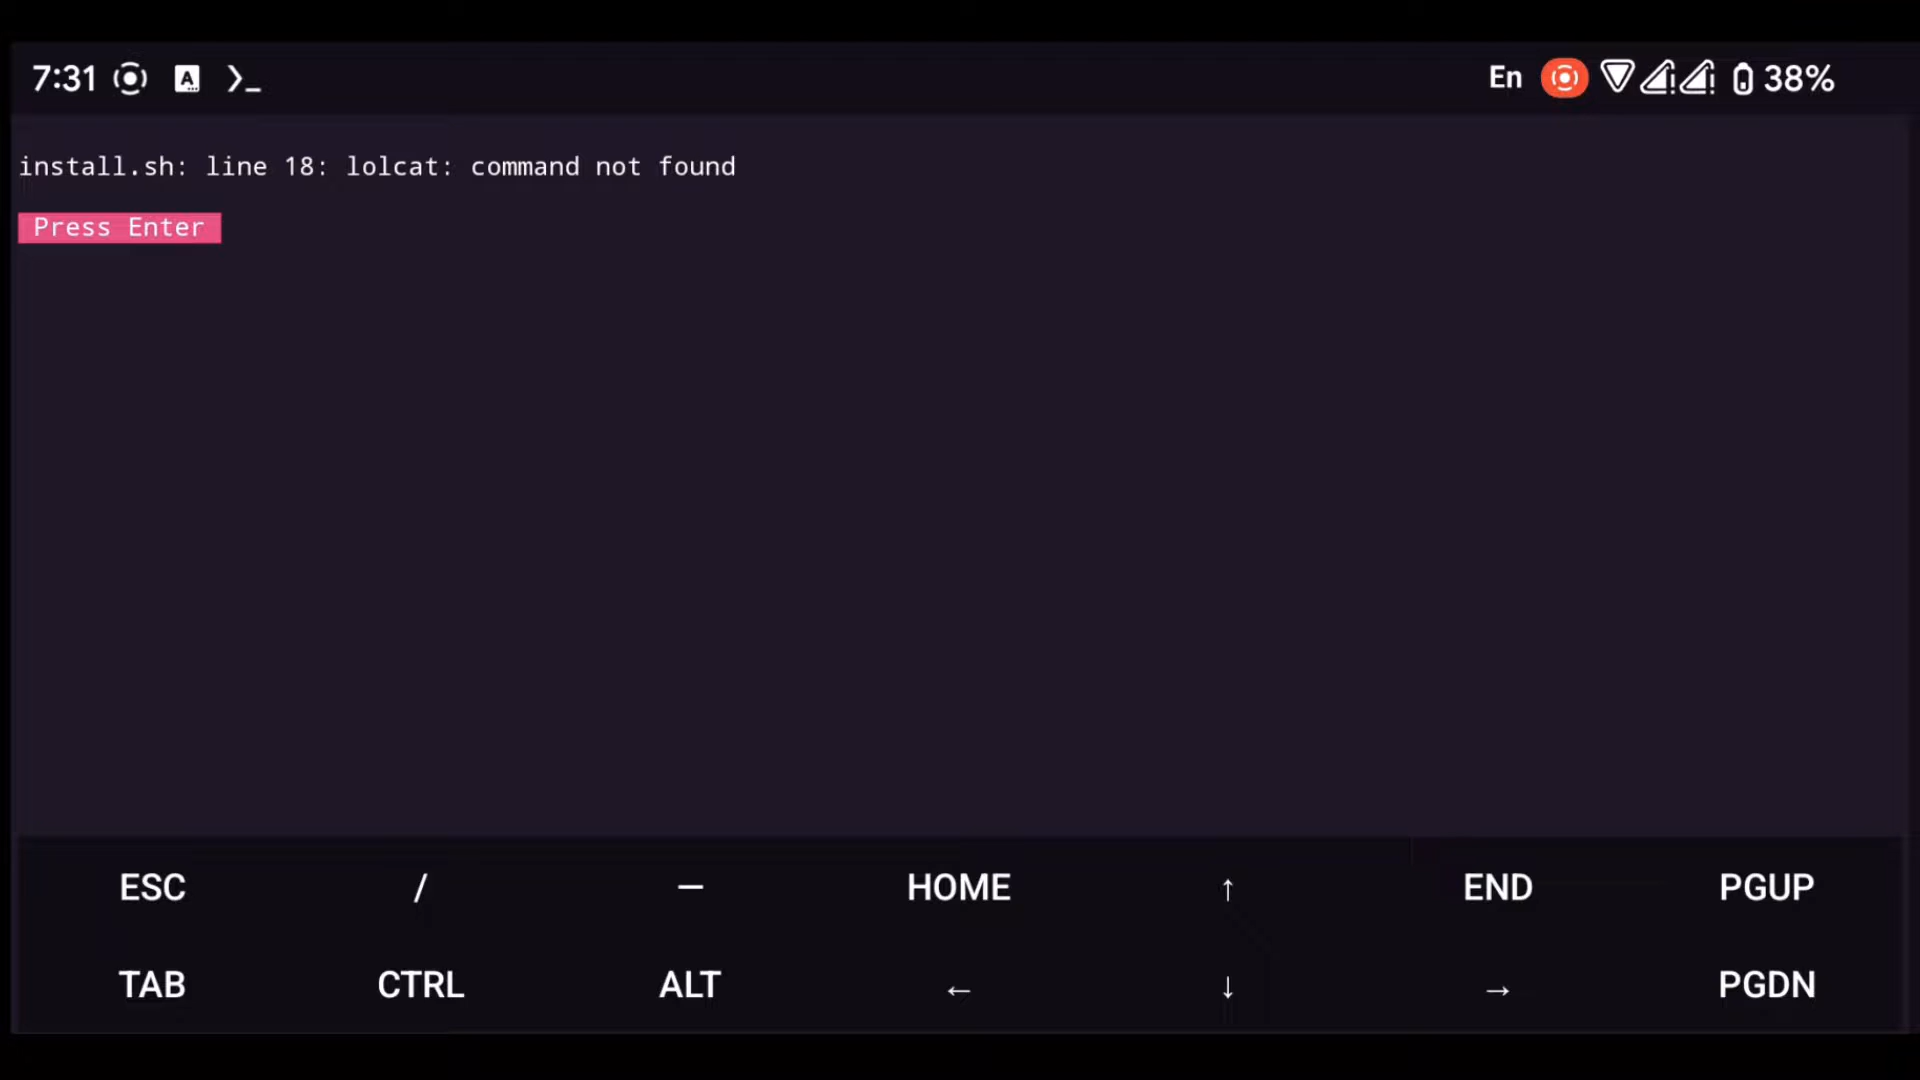 7:31 A >_ En 38%
install.sh: line 18: lolcat: command not found
Press Enter
ESC / — HOME ↑ END PGUP
TAB CTRL ALT ← ↓ → PGDN